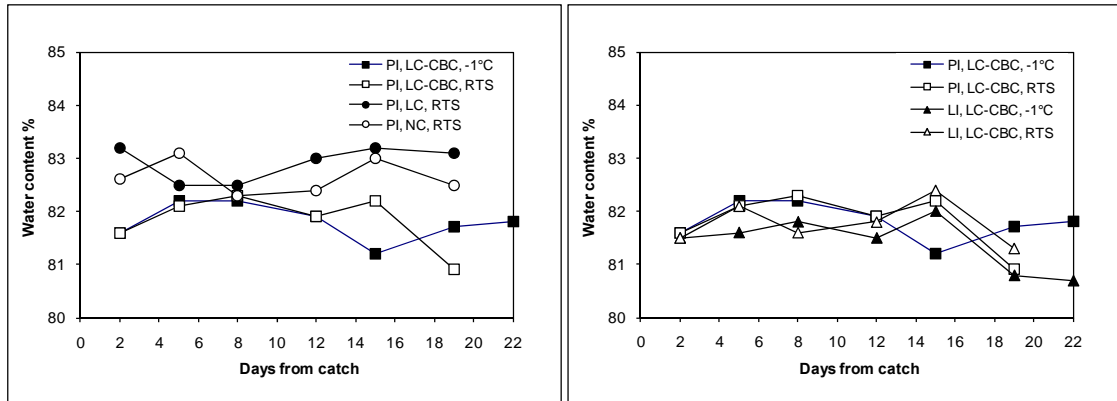 85
84
83
82
81
80
Water content %
PI, LC-CBC, -1°C
PI, LC-CBC, RTS
PI, LC, RTS
PI, NC, RTS
0 2 4 6 8 10 12 14 16 18 20 22
Days from catch
85
84
83
82
81
80
Water content %
PI, LC-CBC, -1°C
PI, LC-CBC, RTS
LI, LC-CBC, -1°C
LI, LC-CBC, RTS
0 2 4 6 8 10 12 14 16 18 20 22
Days from catch